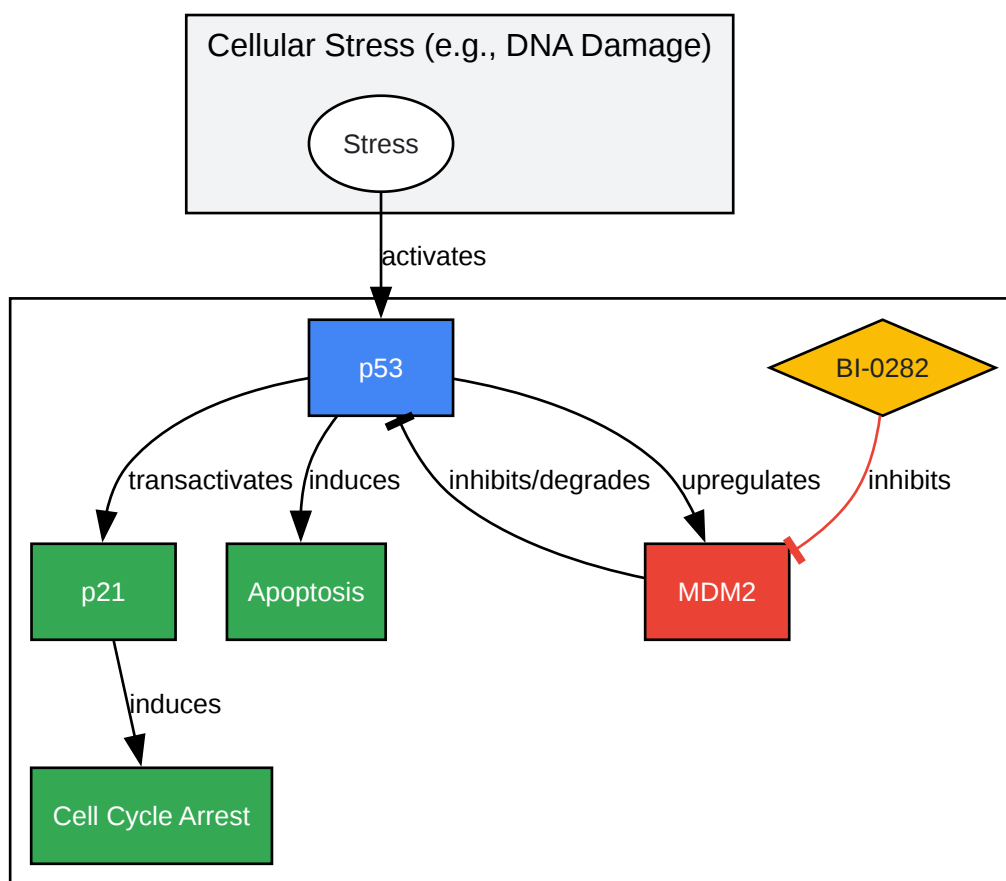 Cellular Stress (e.g., DNA Damage)
Stress
activates
p53
BI-0282
transactivates
induces
inhibits/degrades
upregulates
inhibits
p21
Apoptosis
MDM2
induces
Cell Cycle Arrest